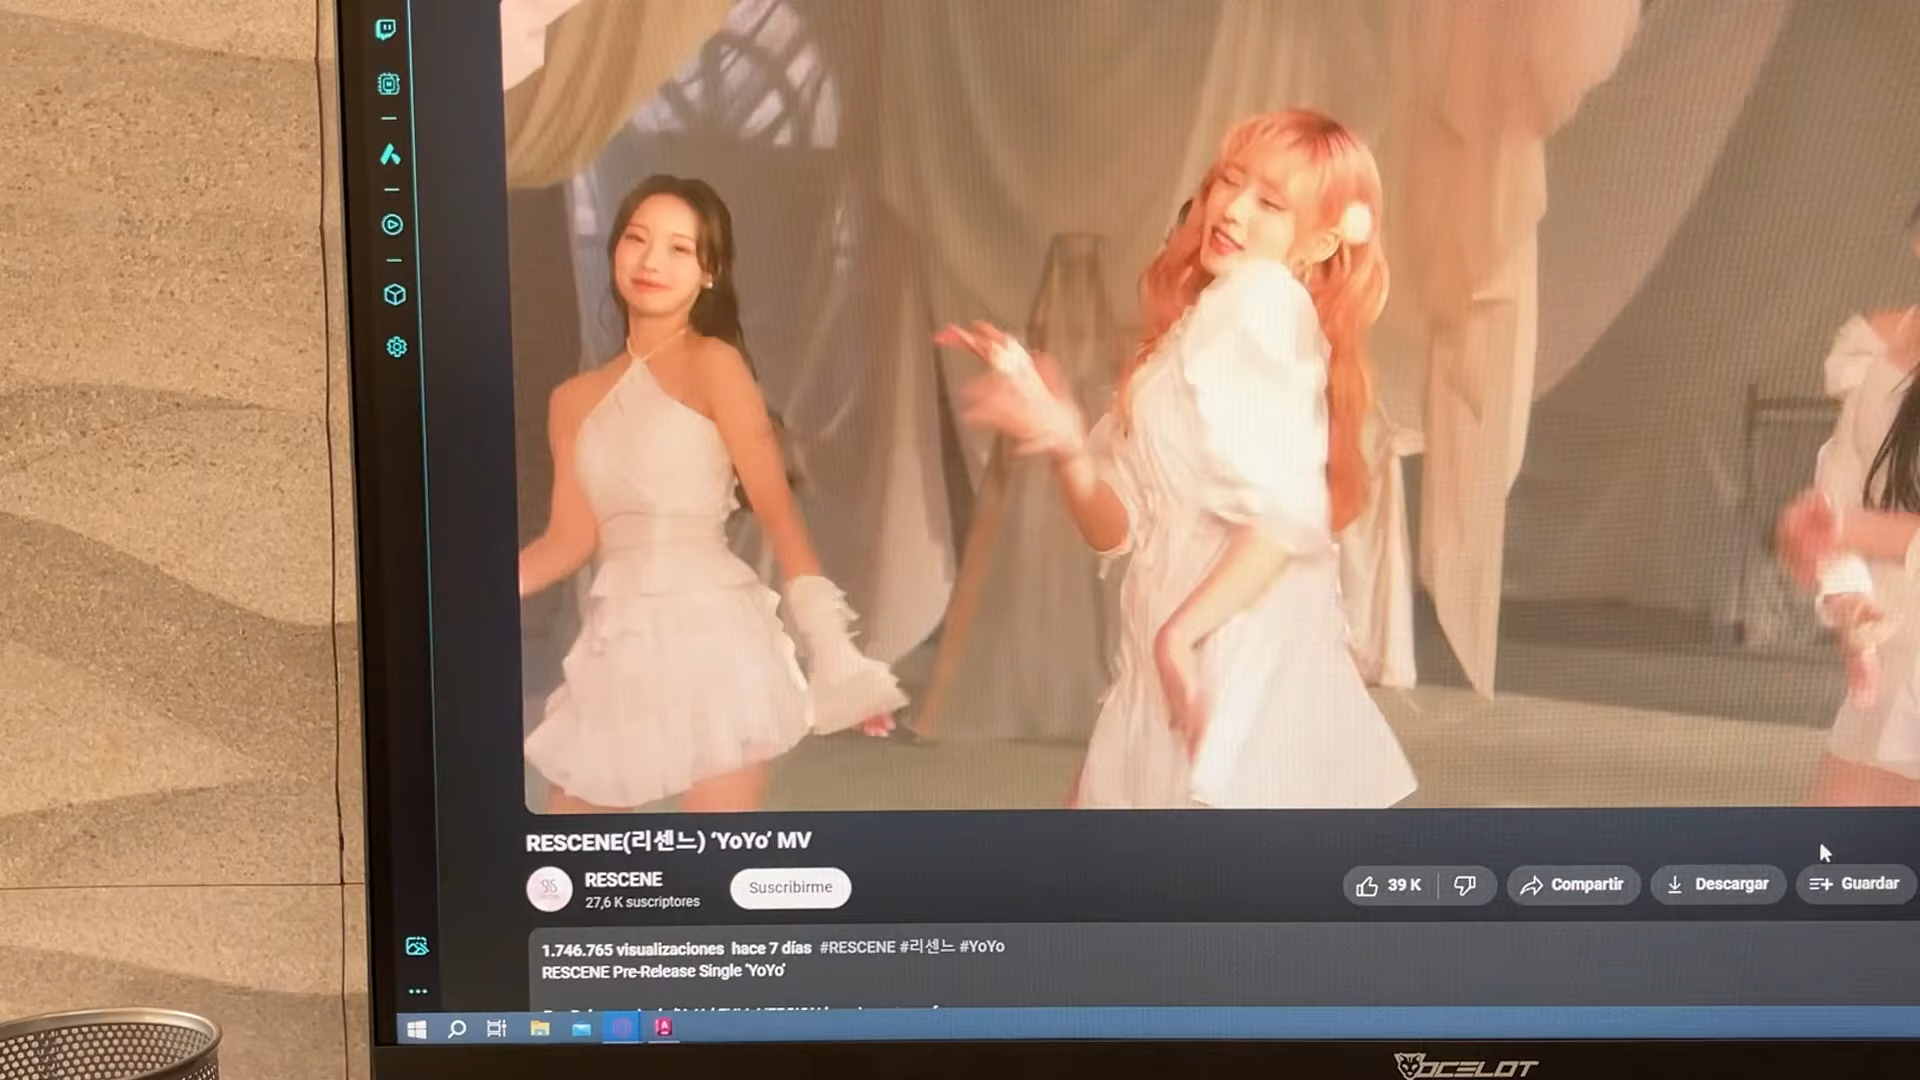 RESCENE(리센느) ‘YoYo’ MV
RESCENE
27,6 K suscriptores
Suscribirme
39 K
Compartir
Descargar
Guardar
1.746.765 visualizaciones hace 7 días #RESCENE #리센느 #YoYo
RESCENE Pre-Release Single ‘YoYo’
OCELOT